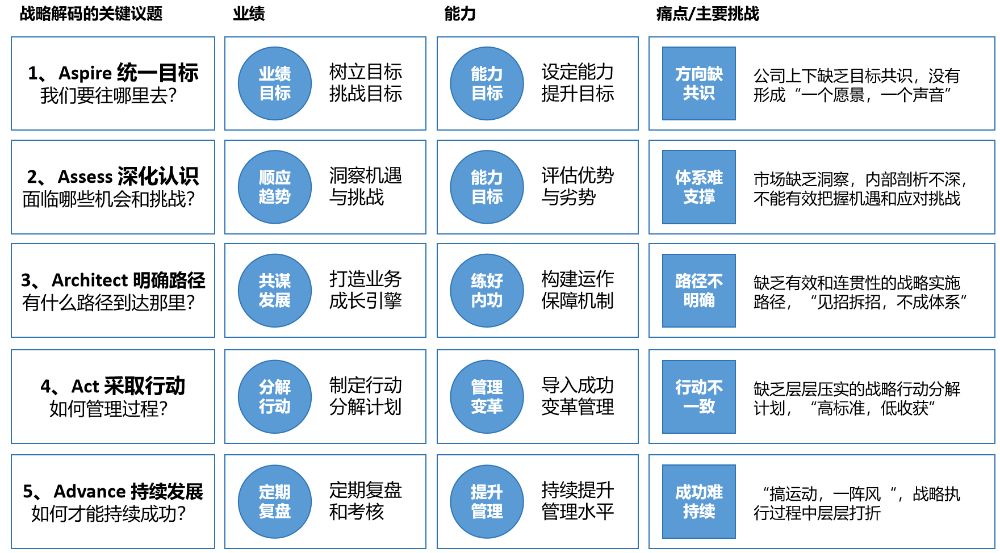 战略解码的关键议题
业绩
能力
痛点/主要挑战
1、Aspire 统一目标
我们要往哪里去？
业绩
目标
树立目标
挑战目标
能力
目标
设定能力
提升目标
方向缺
共识
公司上下缺乏目标共识，没有
形成“一个愿景，一个声音”
2、Assess 深化认识
面临哪些机会和挑战？
顺应
趋势
洞察机遇
与挑战
能力
目标
评估优势
与劣势
体系难
支撑
市场缺乏洞察，内部剖析不深，
不能有效把握机遇和应对挑战
3、Architect 明确路径
有什么路径到达那里？
共谋
发展
打造业务
成长引擎
练好
内功
构建运作
保障机制
路径不
明确
缺乏有效和连贯性的战略实施
路径，“见招拆招，不成体系”
4、Act 采取行动
如何管理过程？
分解
行动
制定行动
分解计划
管理
变革
导入成功
变革管理
行动不
一致
缺乏层层压实的战略行动分解
计划，“高标准，低收获”
5、Advance 持续发展
如何才能持续成功？
定期
复盘
定期复盘
和考核
提升
管理
持续提升
管理水平
成功难
持续
“搞运动，一阵风“，战略执
行过程中层层打折